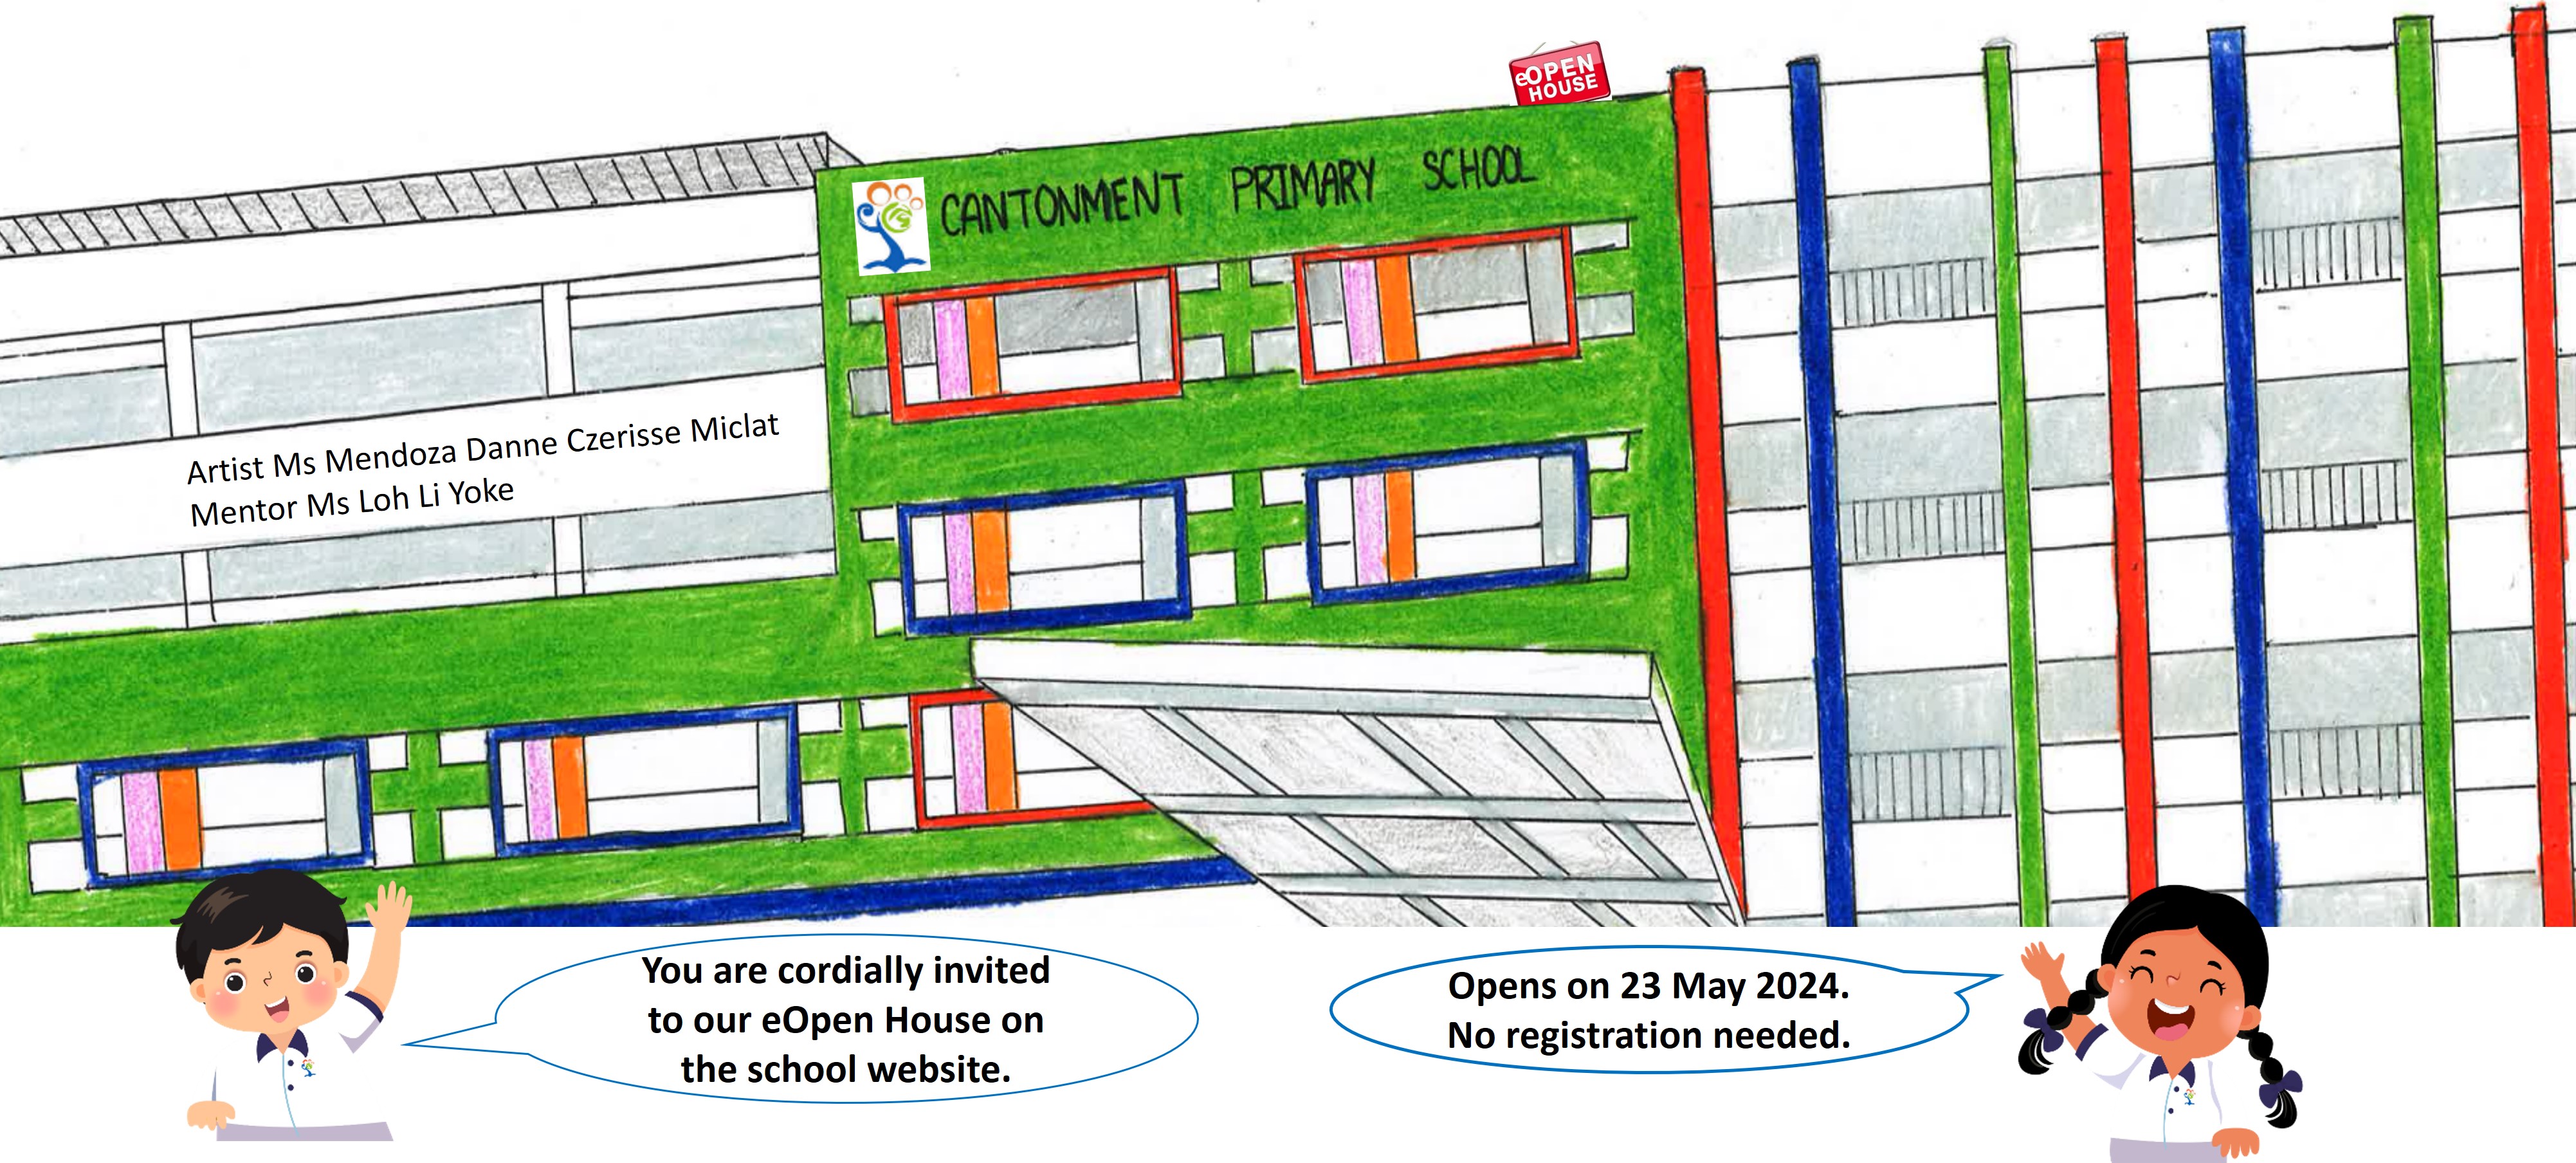 eOPEN
HOUSE
CANTONMENT PRIMARY SCHOOL
Artist Ms Mendoza Danne Czerisse Miclat
Mentor Ms Loh Li Yoke
You are cordially invited
to our eOpen House on
the school website.
Opens on 23 May 2024.
No registration needed.